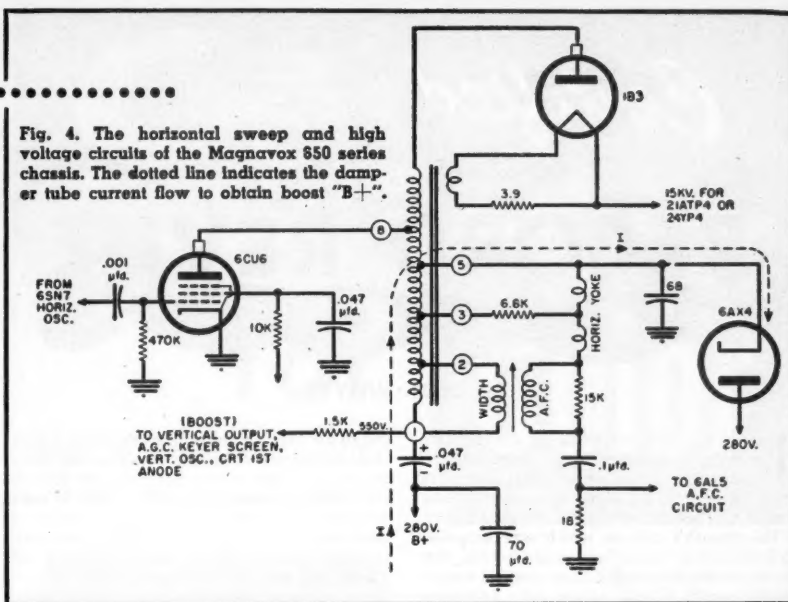 Fig. 4. The horizontal sweep and high
voltage circuits of the Magnavox 650 series
chassis. The dotted line indicates the damp-
er tube current flow to obtain boost "B+".
1B3
3.9
15KV. FOR
21ATP4 OR
24YP4
8
6CU6
.001
µfd.
FROM
6SN7
HORIZ.
OSC.
470K
10K
.047
µfd.
5
I
HORIZ. YOKE
68
6AX4
3
6.8K
2
WIDTH
A.F.C.
15K
280V.
(BOOST)
TO VERTICAL OUTPUT,
A.G.C. KEYER SCREEN,
VERT. OSC., CRT 1ST
ANODE
1.5K
550V.
1
+
.047
µfd.
–
.1µfd.
TO 6AL5
A.F.C.
CIRCUIT
I
280V.
B+
70
µfd.
18